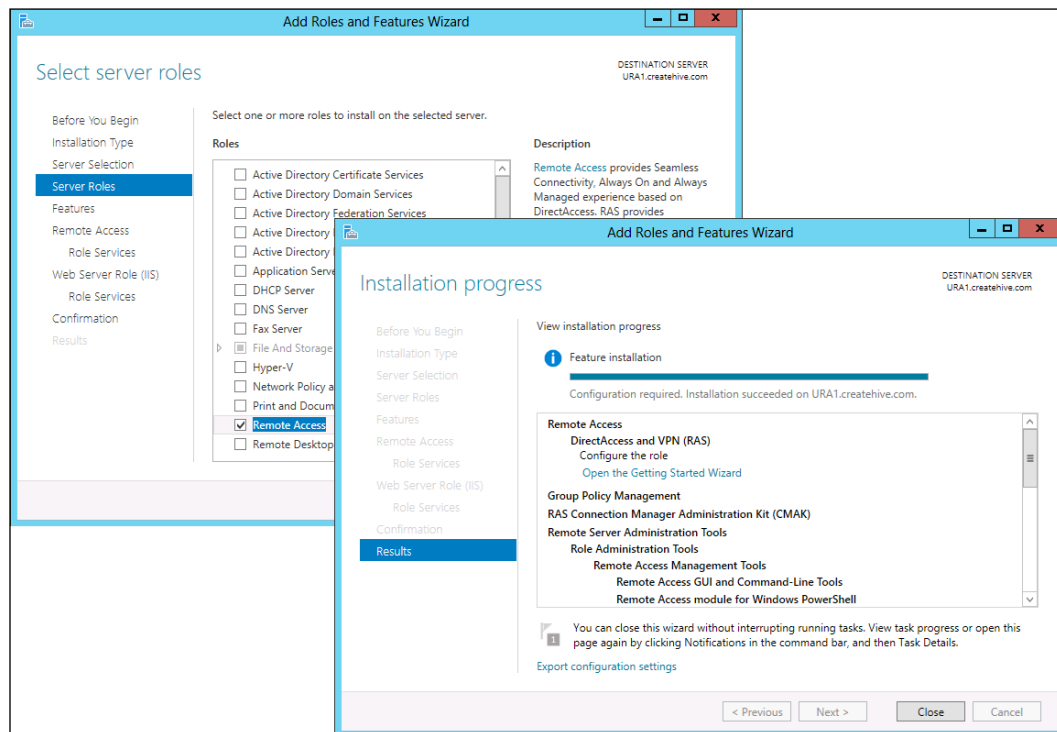 Add Roles and Features Wizard
Select server roles
DESTINATION SERVER
URA1.createhive.com
Before You Begin
Installation Type
Server Selection
Server Roles
Features
Remote Access
Role Services
Web Server Role (IIS)
Role Services
Confirmation
Results
Select one or more roles to install on the selected server.
Roles
Active Directory Certificate Services
Active Directory Domain Services
Active Directory Federation Services
Active Directory
Active Directory
Application Serve
DHCP Server
DNS Server
Fax Server
File And Storage
Hyper-V
Network Policy a
Print and Docum
Remote Access
Remote Desktop
Description
Remote Access provides Seamless
Connectivity, Always On and Always
Managed experience based on
DirectAccess. RAS provides
Add Roles and Features Wizard
Installation progress
DESTINATION SERVER
URA1.createhive.com
Before You Begin
Installation Type
Server Selection
Server Roles
Features
Remote Access
Role Services
Web Server Role (IIS)
Role Services
Confirmation
Results
View installation progress
Feature installation
Configuration required. Installation succeeded on URA1.createhive.com.
Remote Access
DirectAccess and VPN (RAS)
Configure the role
Open the Getting Started Wizard
Group Policy Management
RAS Connection Manager Administration Kit (CMAK)
Remote Server Administration Tools
Role Administration Tools
Remote Access Management Tools
Remote Access GUI and Command-Line Tools
Remote Access module for Windows PowerShell
1
You can close this wizard without interrupting running tasks. View task progress or open this
page again by clicking Notifications in the command bar, and then Task Details.
Export configuration settings
< Previous
Next >
Close
Cancel